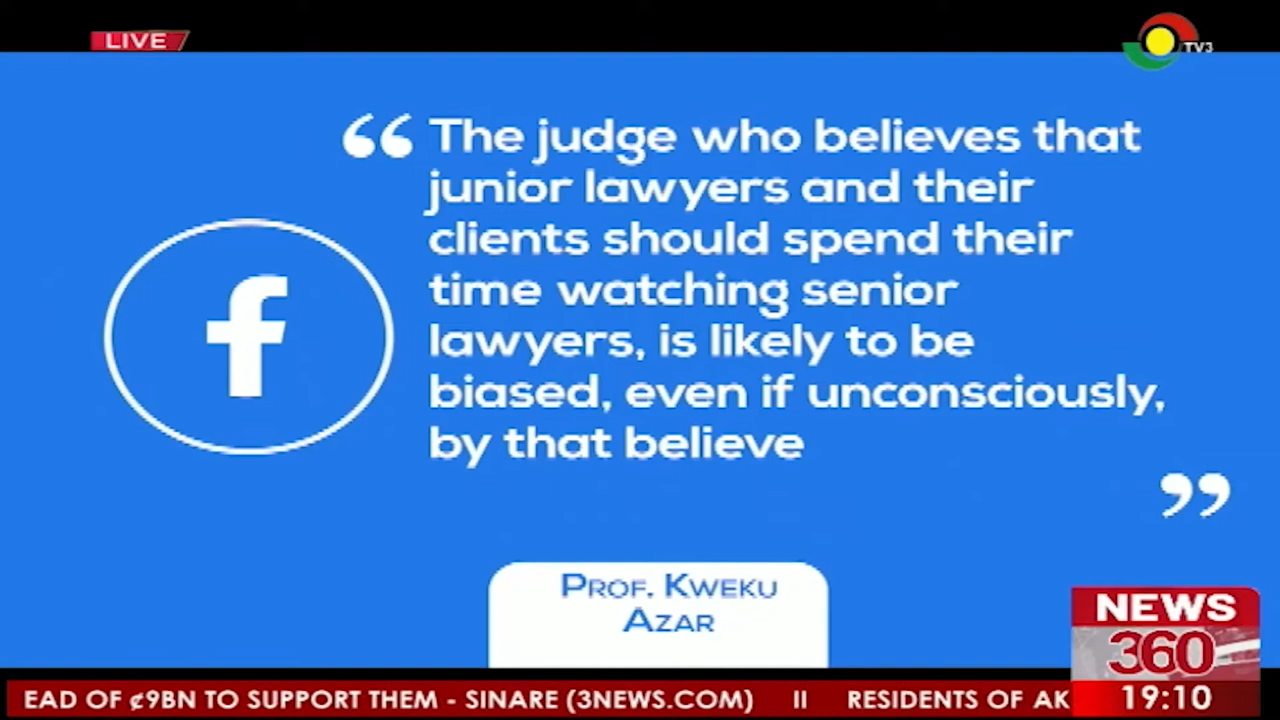 LIVE
TV3
“ The judge who believes that
junior lawyers and their
clients should spend their
time watching senior
lawyers, is likely to be
biased, even if unconsciously,
by that believe
”
PROF. KWEKU
AZAR
NEWS
360
EAD OF ¢9BN TO SUPPORT THEM - SINARE (3NEWS.COM) II RESIDENTS OF AK
19:10